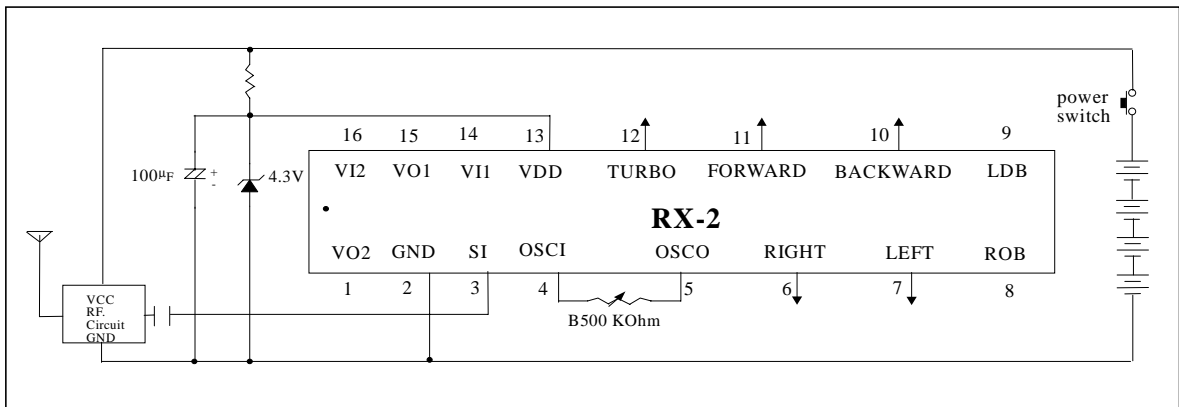 power
switch
16 15 14 13 12 11 10 9
VI2 VO1 VI1 VDD TURBO FORWARD BACKWARD LDB
100μF
+
-
4.3V
RX-2
VO2 GND SI OSCI OSCO RIGHT LEFT ROB
1 2 3 4 5 6 7 8
B500 KOhm
VCC
RF.
Circuit
GND